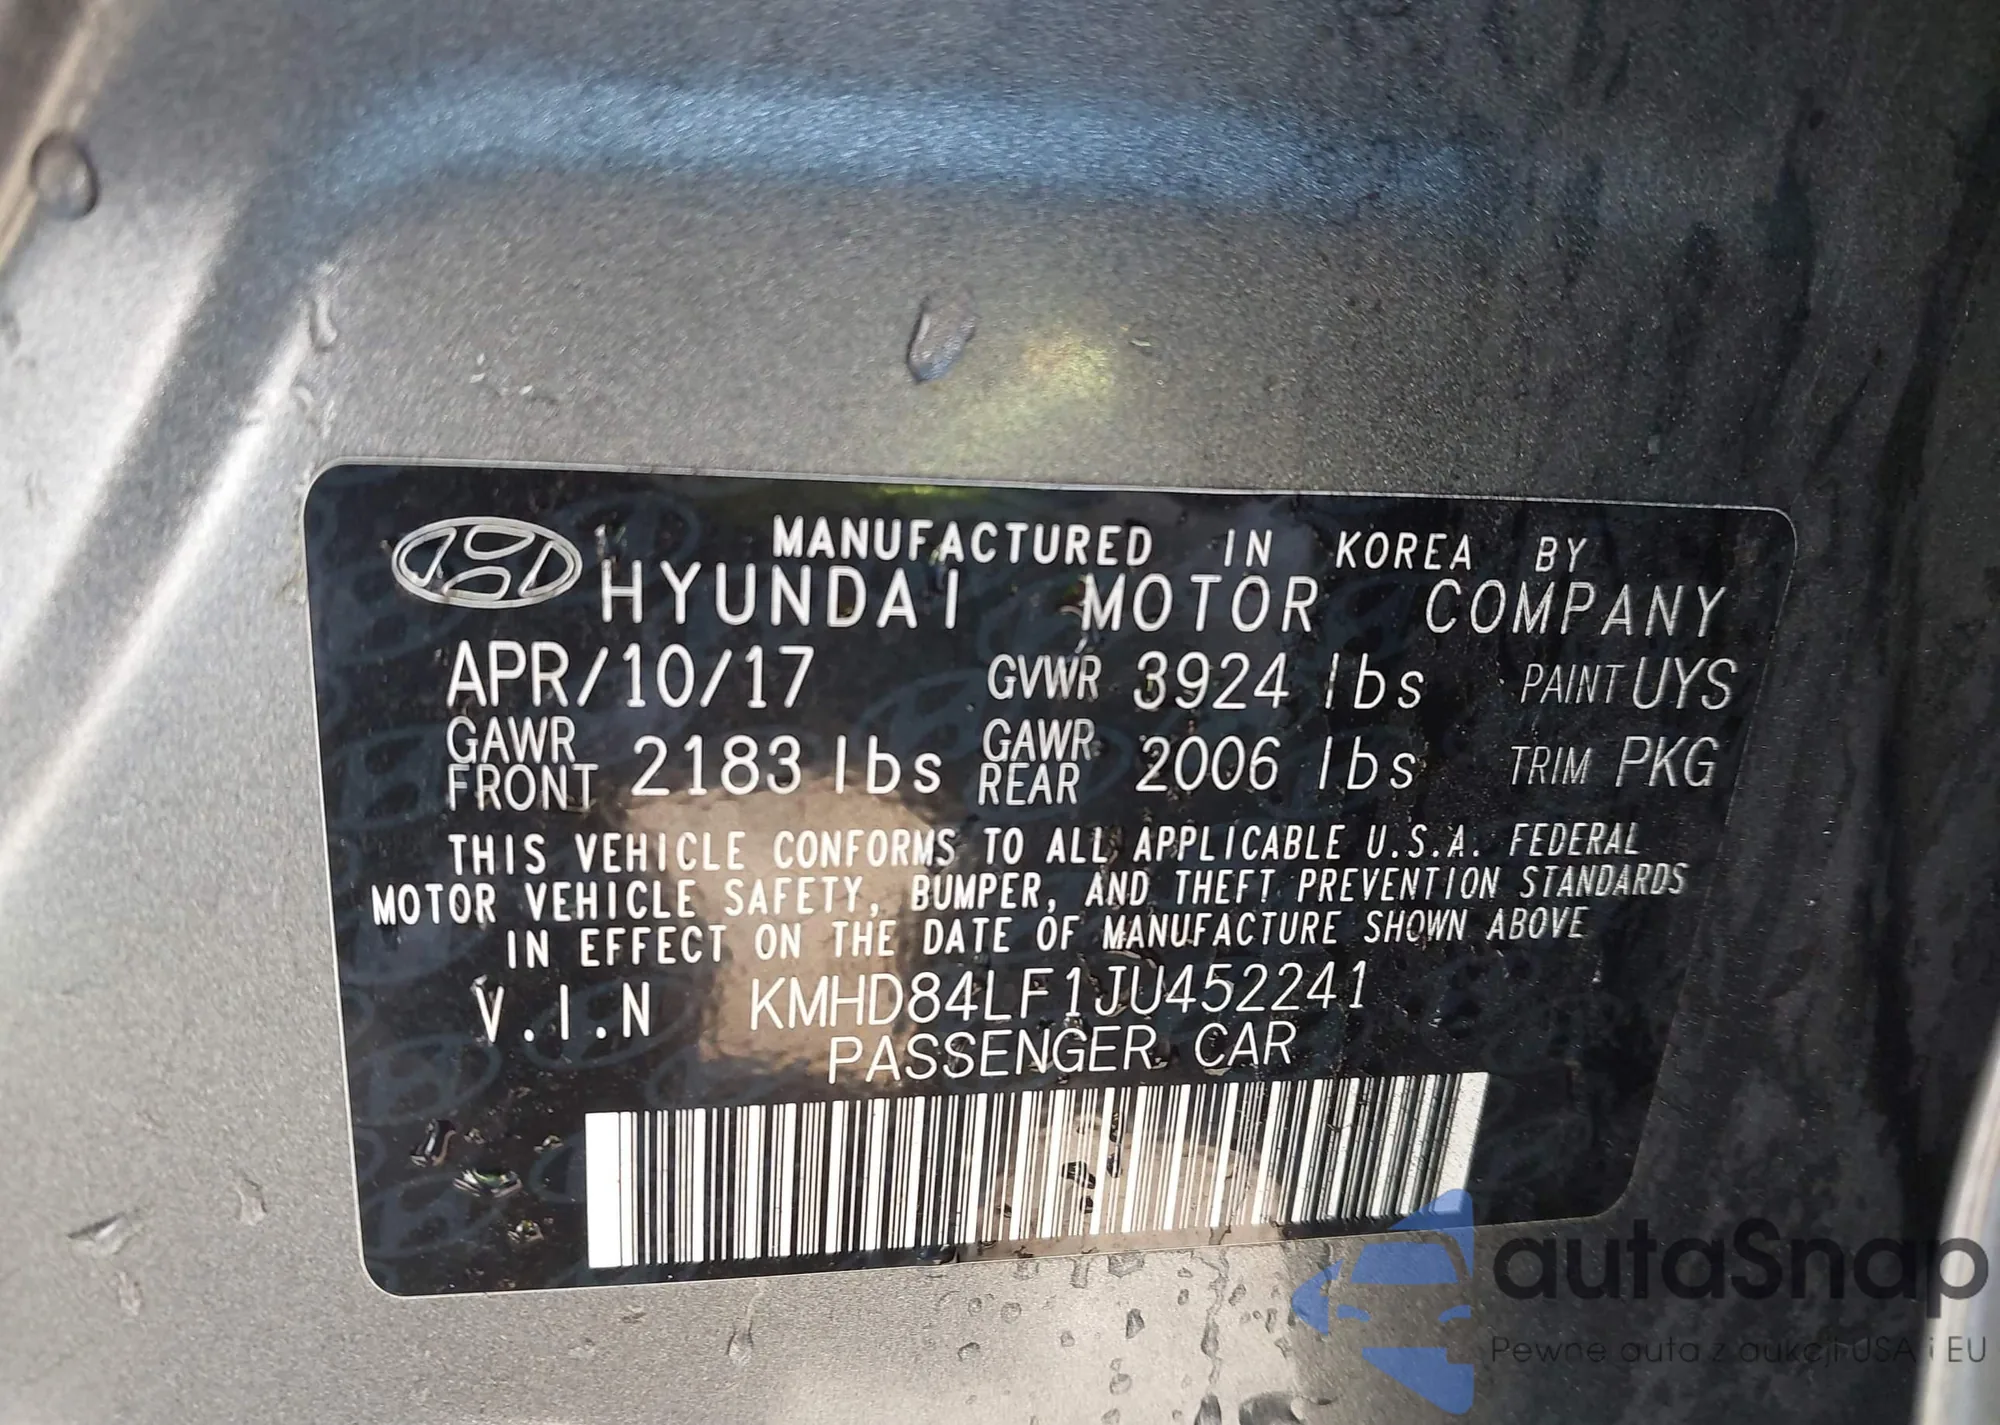 MANUFACTURED IN KOREA BY
HYUNDAI MOTOR COMPANY
APR/10/17 GVWR 3924 lbs PAINT UYS
GAWR FRONT 2183 lbs GAWR REAR 2006 lbs TRIM PKG
THIS VEHICLE CONFORMS TO ALL APPLICABLE U.S.A. FEDERAL
MOTOR VEHICLE SAFETY, BUMPER, AND THEFT PREVENTION STANDARDS
IN EFFECT ON THE DATE OF MANUFACTURE SHOWN ABOVE
V.I.N KMHD84LF1JU452241
PASSENGER CAR
autaSnap
Pewne auta z aukcji USA i EU